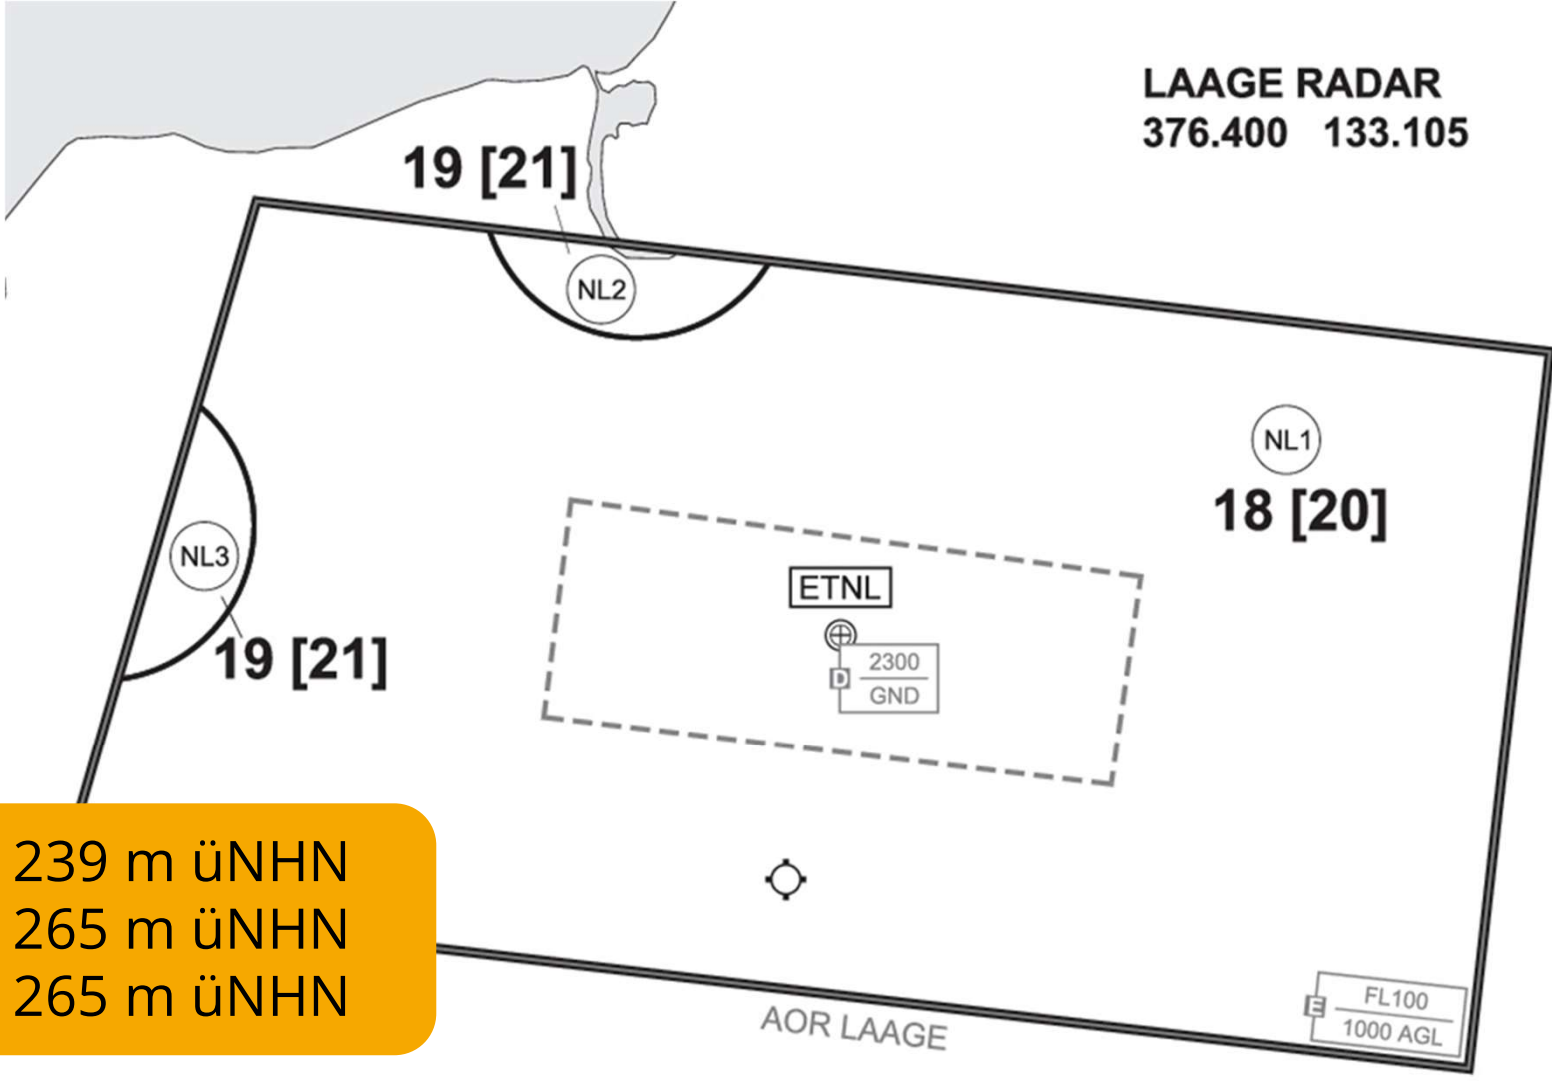 LAAGE RADAR
376.400 133.105
19 [21]
NL2
NL1
18 [20]
NL3
19 [21]
ETNL
2300
D
GND
239 m üNHN
265 m üNHN
265 m üNHN
AOR LAAGE
FL100
E
1000 AGL